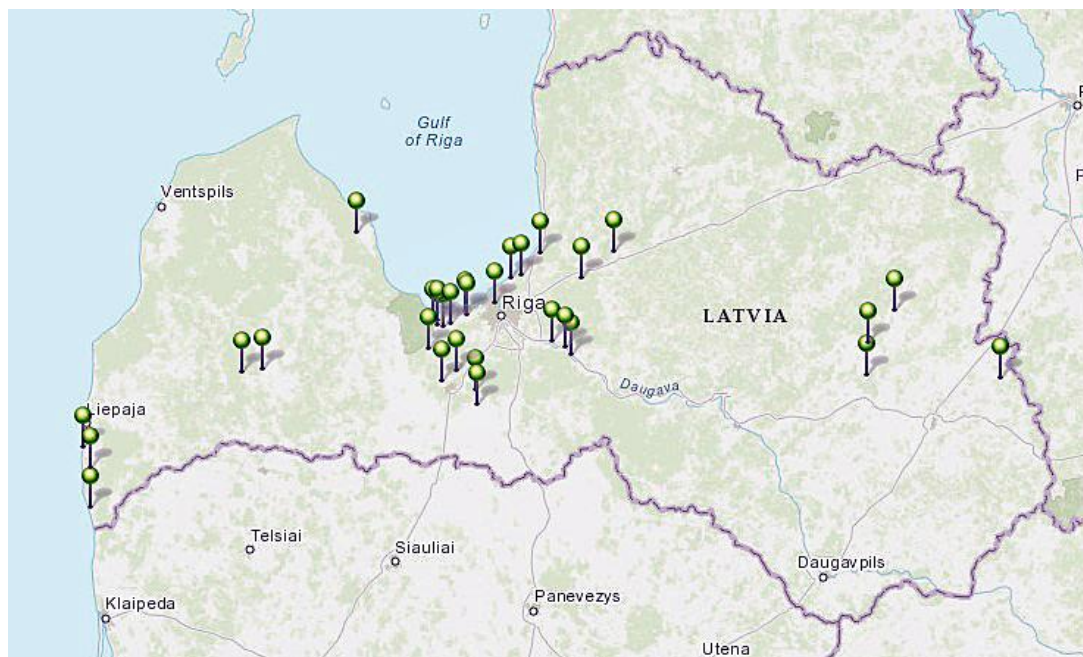 Gulf
of Riga
Ventspils
Riga
LATVIA
Daugava
Liepaja
Telsiai
Siauliai
Daugavpils
Klaipeda
Panevezys
Utena